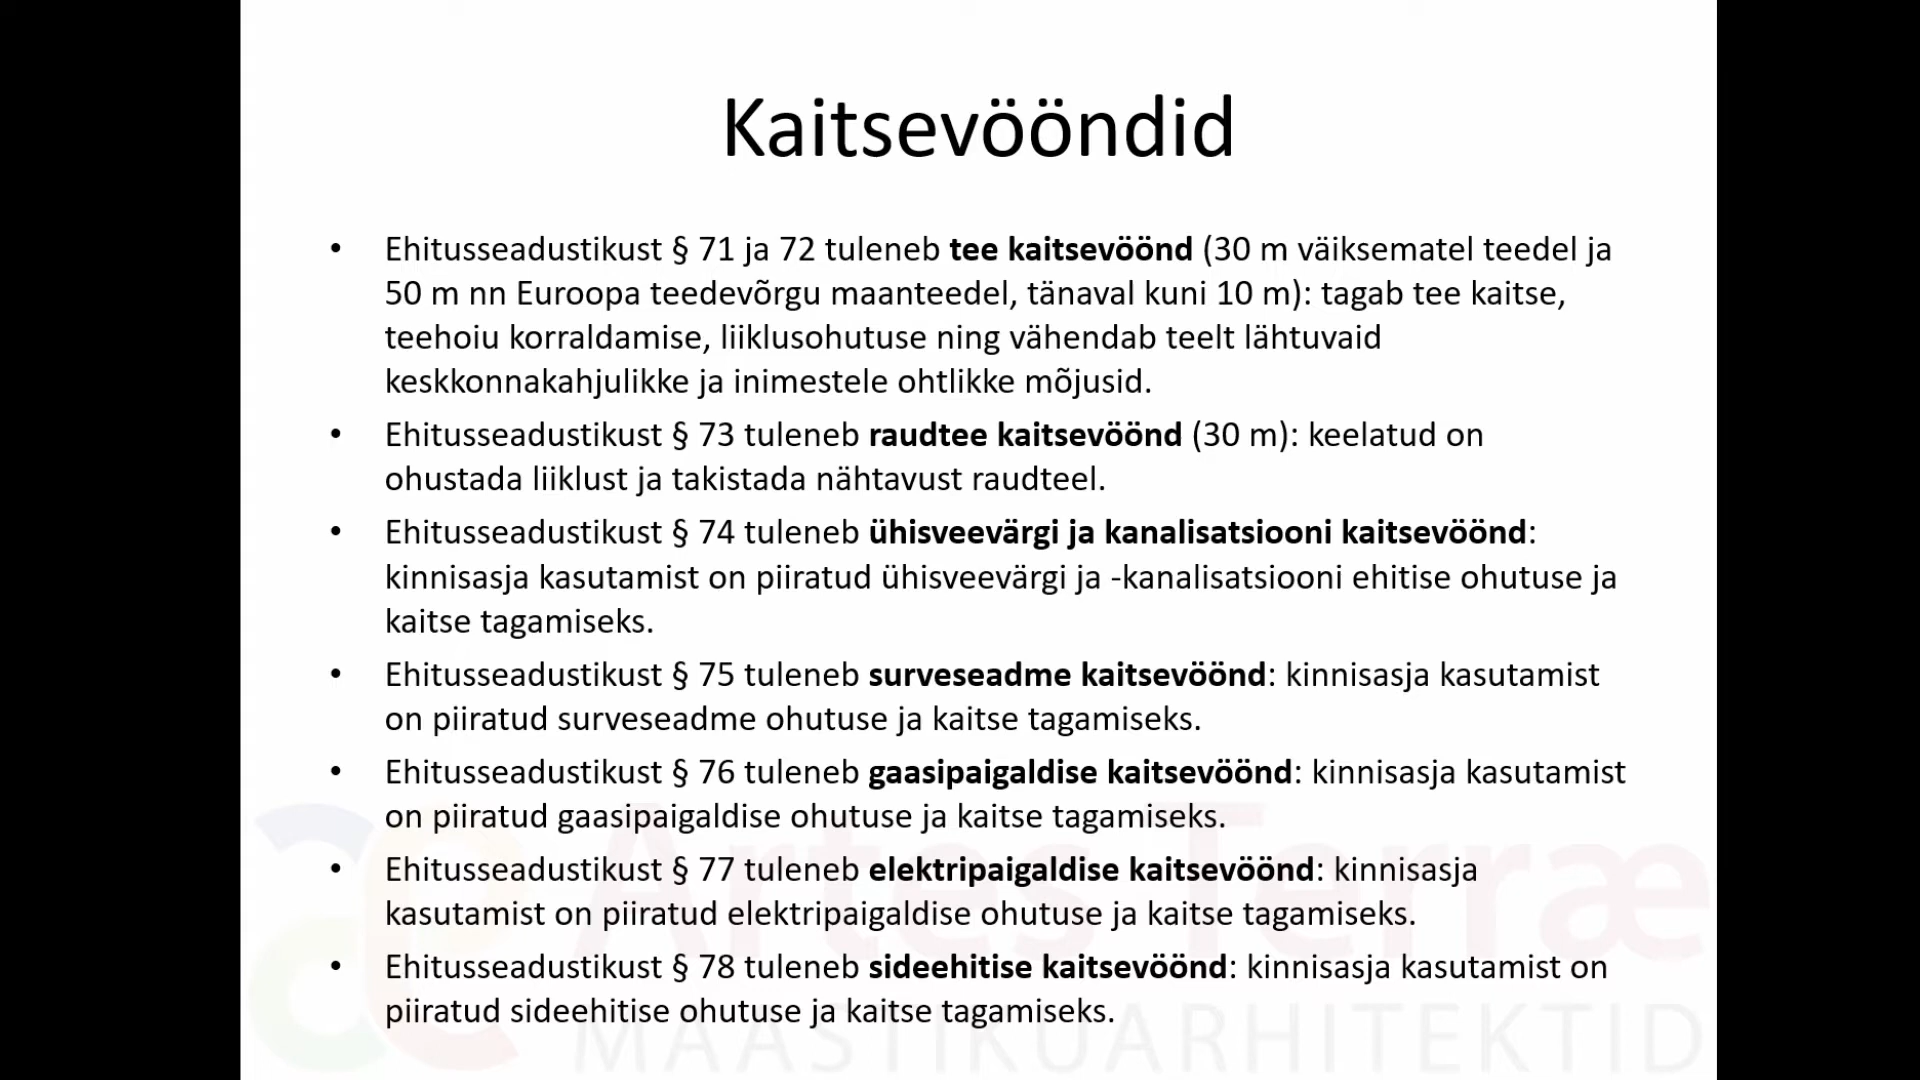 Kaitsevööndid
• Ehitusseadustikust § 71 ja 72 tuleneb tee kaitsevöönd (30 m väiksematel teedel ja
50 m nn Euroopa teedevõrgu maanteedel, tänaval kuni 10 m): tagab tee kaitse,
teehoiu korraldamise, liiklusohutuse ning vähendab teelt lähtuvaid
keskkonnakahjulikke ja inimestele ohtlikke mõjusid.
• Ehitusseadustikust § 73 tuleneb raudtee kaitsevöönd (30 m): keelatud on
ohustada liiklust ja takistada nähtavust raudteel.
• Ehitusseadustikust § 74 tuleneb ühisveevärgi ja kanalisatsiooni kaitsevöönd:
kinnisasja kasutamist on piiratud ühisveevärgi ja -kanalisatsiooni ehitise ohutuse ja
kaitse tagamiseks.
• Ehitusseadustikust § 75 tuleneb surveseadme kaitsevöönd: kinnisasja kasutamist
on piiratud surveseadme ohutuse ja kaitse tagamiseks.
• Ehitusseadustikust § 76 tuleneb gaasipaigaldise kaitsevöönd: kinnisasja kasutamist
on piiratud gaasipaigaldise ohutuse ja kaitse tagamiseks.
• Ehitusseadustikust § 77 tuleneb elektripaigaldise kaitsevöönd: kinnisasja
kasutamist on piiratud elektripaigaldise ohutuse ja kaitse tagamiseks.
• Ehitusseadustikust § 78 tuleneb sideehitise kaitsevöönd: kinnisasja kasutamist on
piiratud sideehitise ohutuse ja kaitse tagamiseks.
Artes Terræ
MAASTIKUARHITEKTID